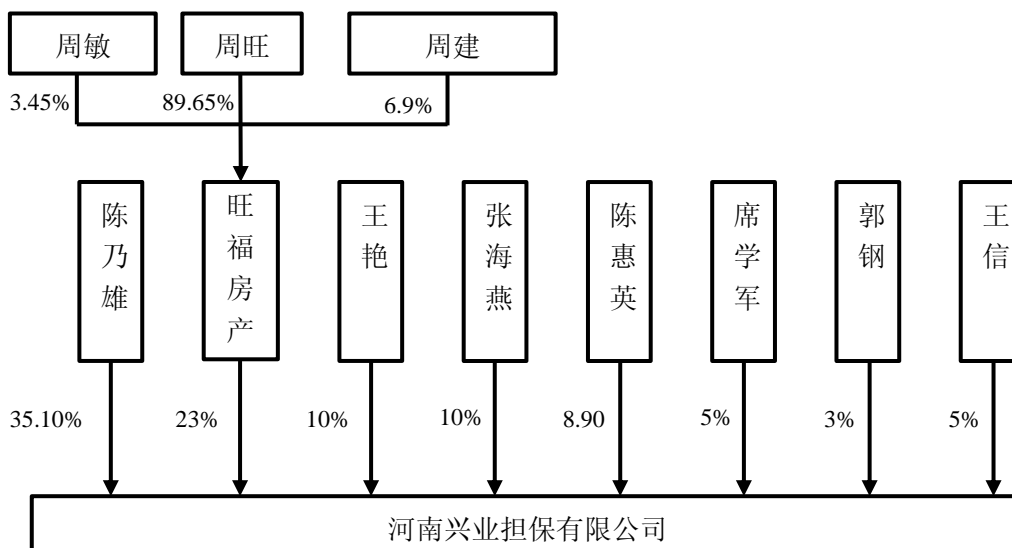 周敏 周旺 周建
3.45% 89.65% 6.9%
陈乃雄
旺福房产
王艳
张海燕
陈惠英
席学军
郭钢
王信
35.10% 23% 10% 10% 8.90 5% 3% 5%
河南兴业担保有限公司